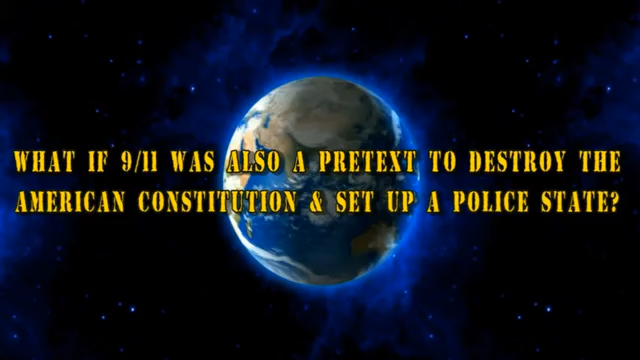 WHAT IF 9/11 WAS ALSO A PRETEXT TO DESTROY THE
AMERICAN CONSTITUTION & SET UP A POLICE STATE?